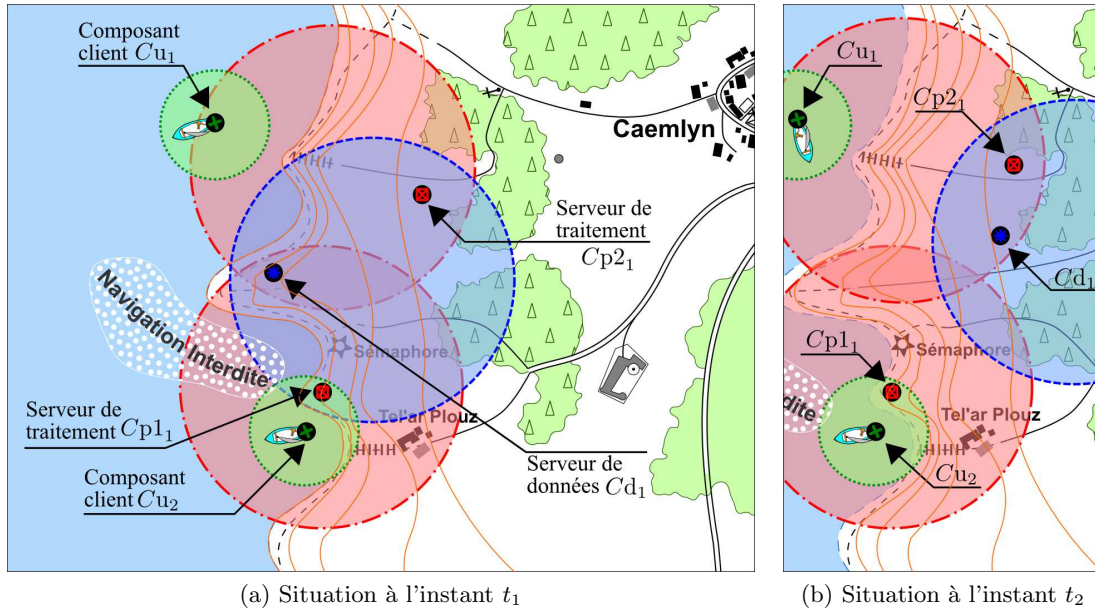 Composant
client Cu₁
Caemlyn
Serveur de
traitement
Cp2₁
Navigation Interdite
Sémaphore
Serveur de
traitement Cp1₁
Tel'ar Plouz
Composant
client Cu₂
Serveur de
données Cd₁
(a) Situation à l'instant t₁
Cu₁
Cp2₁
Cd₁
Cp1₁
Sémaphore
dite
Tel'ar Plouz
Cu₂
(b) Situation à l'instant t₂